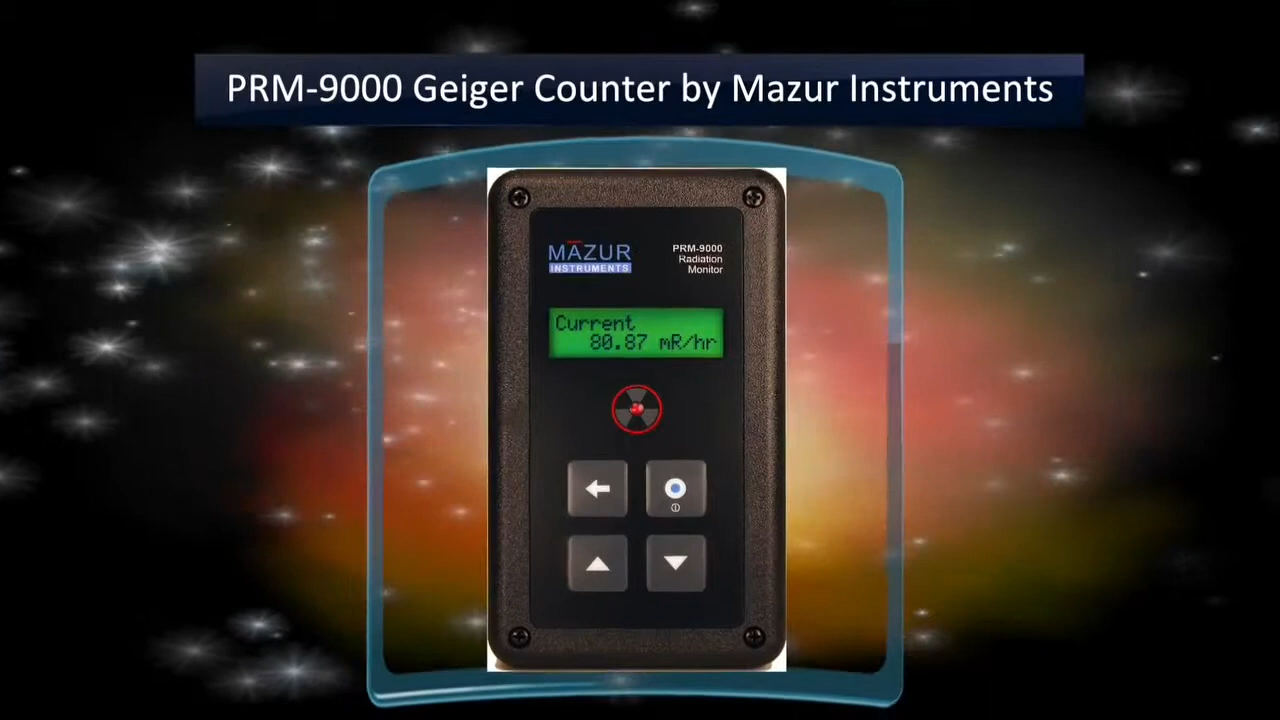 PRM-9000 Geiger Counter by Mazur Instruments
MAZUR
INSTRUMENTS
PRM-9000
Radiation
Monitor
Current
80.87 mR/hr